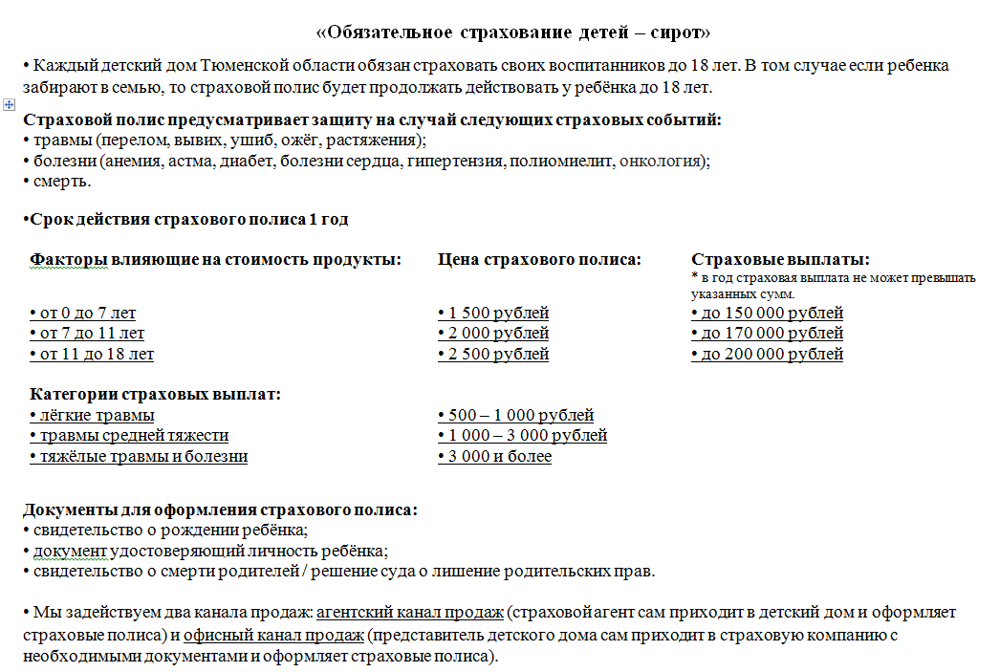 «Обязательное страхование детей – сирот»
• Каждый детский дом Тюменской области обязан страховать своих воспитанников до 18 лет. В том случае если ребенка
забирают в семью, то страховой полис будет продолжать действовать у ребёнка до 18 лет.
Страховой полис предусматривает защиту на случай следующих страховых событий:
• травмы (перелом, вывих, ушиб, ожёг, растяжения);
• болезни (анемия, астма, диабет, болезни сердца, гипертензия, полиомиелит, онкология);
• смерть.
•Срок действия страхового полиса 1 год
Факторы влияющие на стоимость продукты: Цена страхового полиса: Страховые выплаты:
* в год страховая выплата не может превышать
указанных сумм.
• от 0 до 7 лет • 1 500 рублей • до 150 000 рублей
• от 7 до 11 лет • 2 000 рублей • до 170 000 рублей
• от 11 до 18 лет • 2 500 рублей • до 200 000 рублей
Категории страховых выплат:
• лёгкие травмы • 500 – 1 000 рублей
• травмы средней тяжести • 1 000 – 3 000 рублей
• тяжёлые травмы и болезни • 3 000 и более
Документы для оформления страхового полиса:
• свидетельство о рождении ребёнка;
• документ удостоверяющий личность ребёнка;
• свидетельство о смерти родителей / решение суда о лишение родительских прав.
• Мы задействуем два канала продаж: агентский канал продаж (страховой агент сам приходит в детский дом и оформляет
страховые полиса) и офисный канал продаж (представитель детского дома сам приходит в страховую компанию с
необходимыми документами и оформляет страховые полиса).